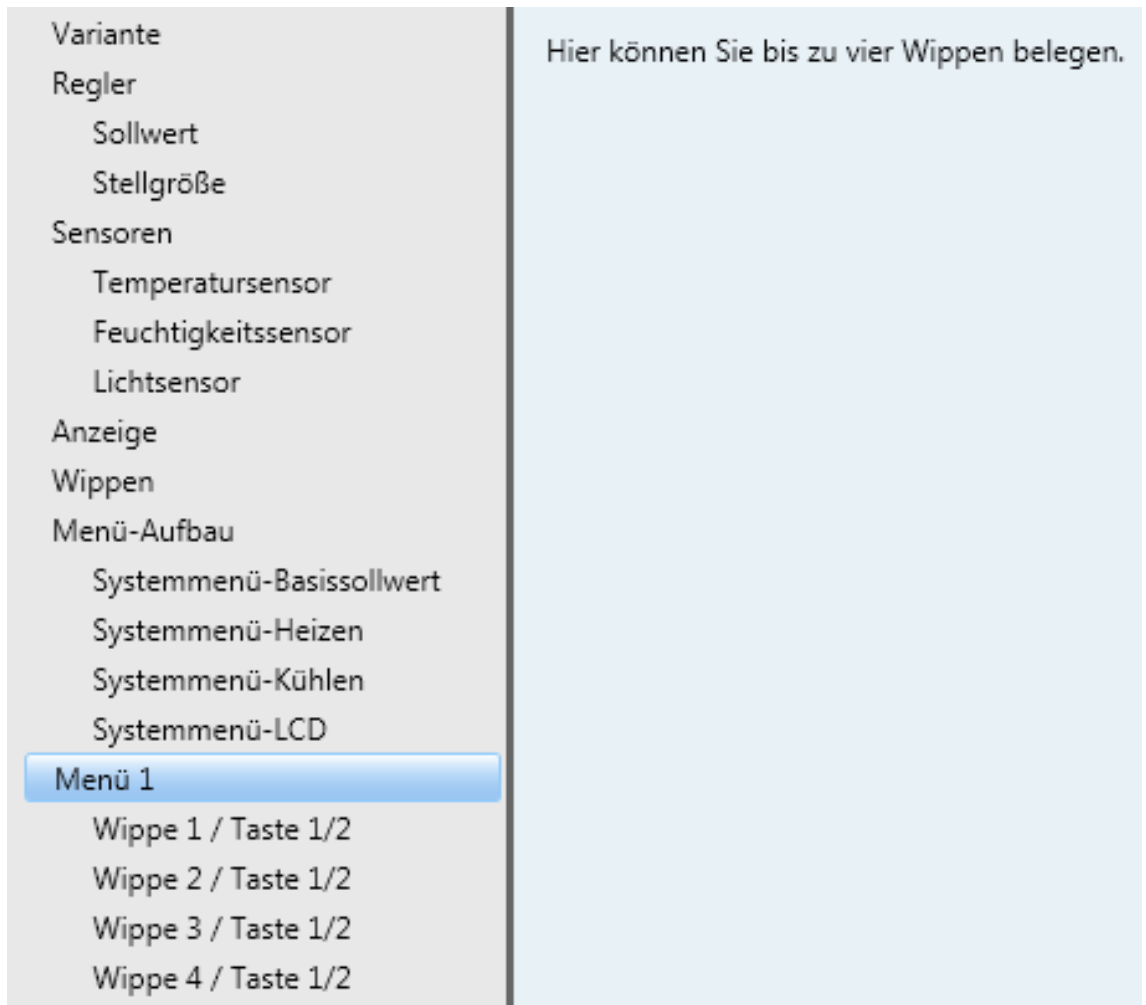 Variante
Regler
Sollwert
Stellgröße
Sensoren
Temperatursensor
Feuchtigkeitssensor
Lichtsensor
Anzeige
Wippen
Menü-Aufbau
Systemmenü-Basissollwert
Systemmenü-Heizen
Systemmenü-Kühlen
Systemmenü-LCD
Menü 1
Wippe 1 / Taste 1/2
Wippe 2 / Taste 1/2
Wippe 3 / Taste 1/2
Wippe 4 / Taste 1/2
Hier können Sie bis zu vier Wippen belegen.